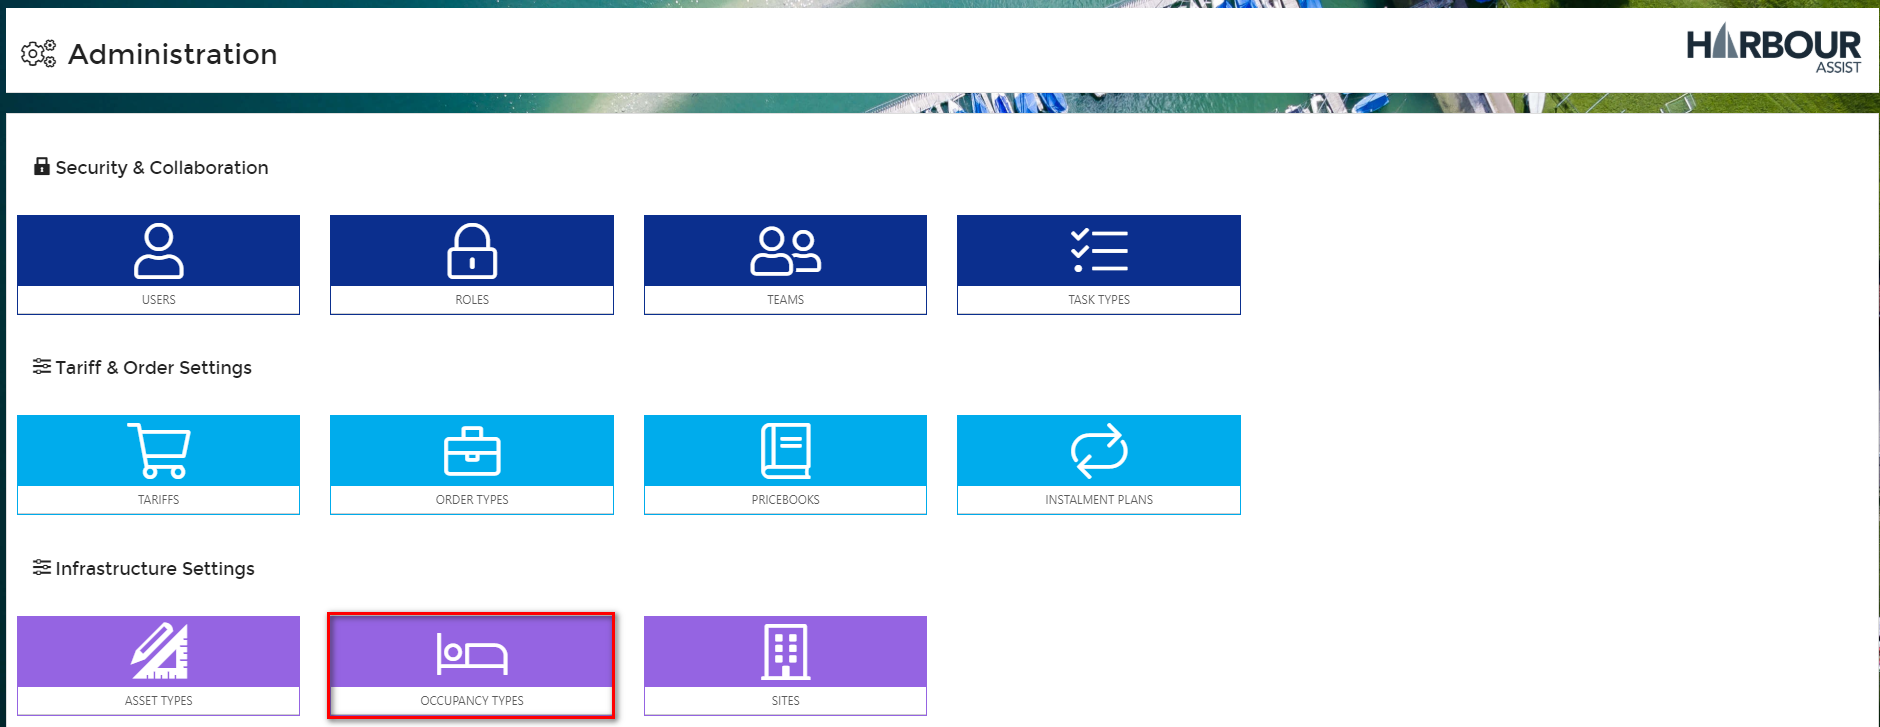 Administration
HARBOUR
ASSIST
Security & Collaboration
USERS
ROLES
TEAMS
TASK TYPES
Tariff & Order Settings
TARIFFS
ORDER TYPES
PRICEBOOKS
INSTALMENT PLANS
Infrastructure Settings
ASSET TYPES
OCCUPANCY TYPES
SITES